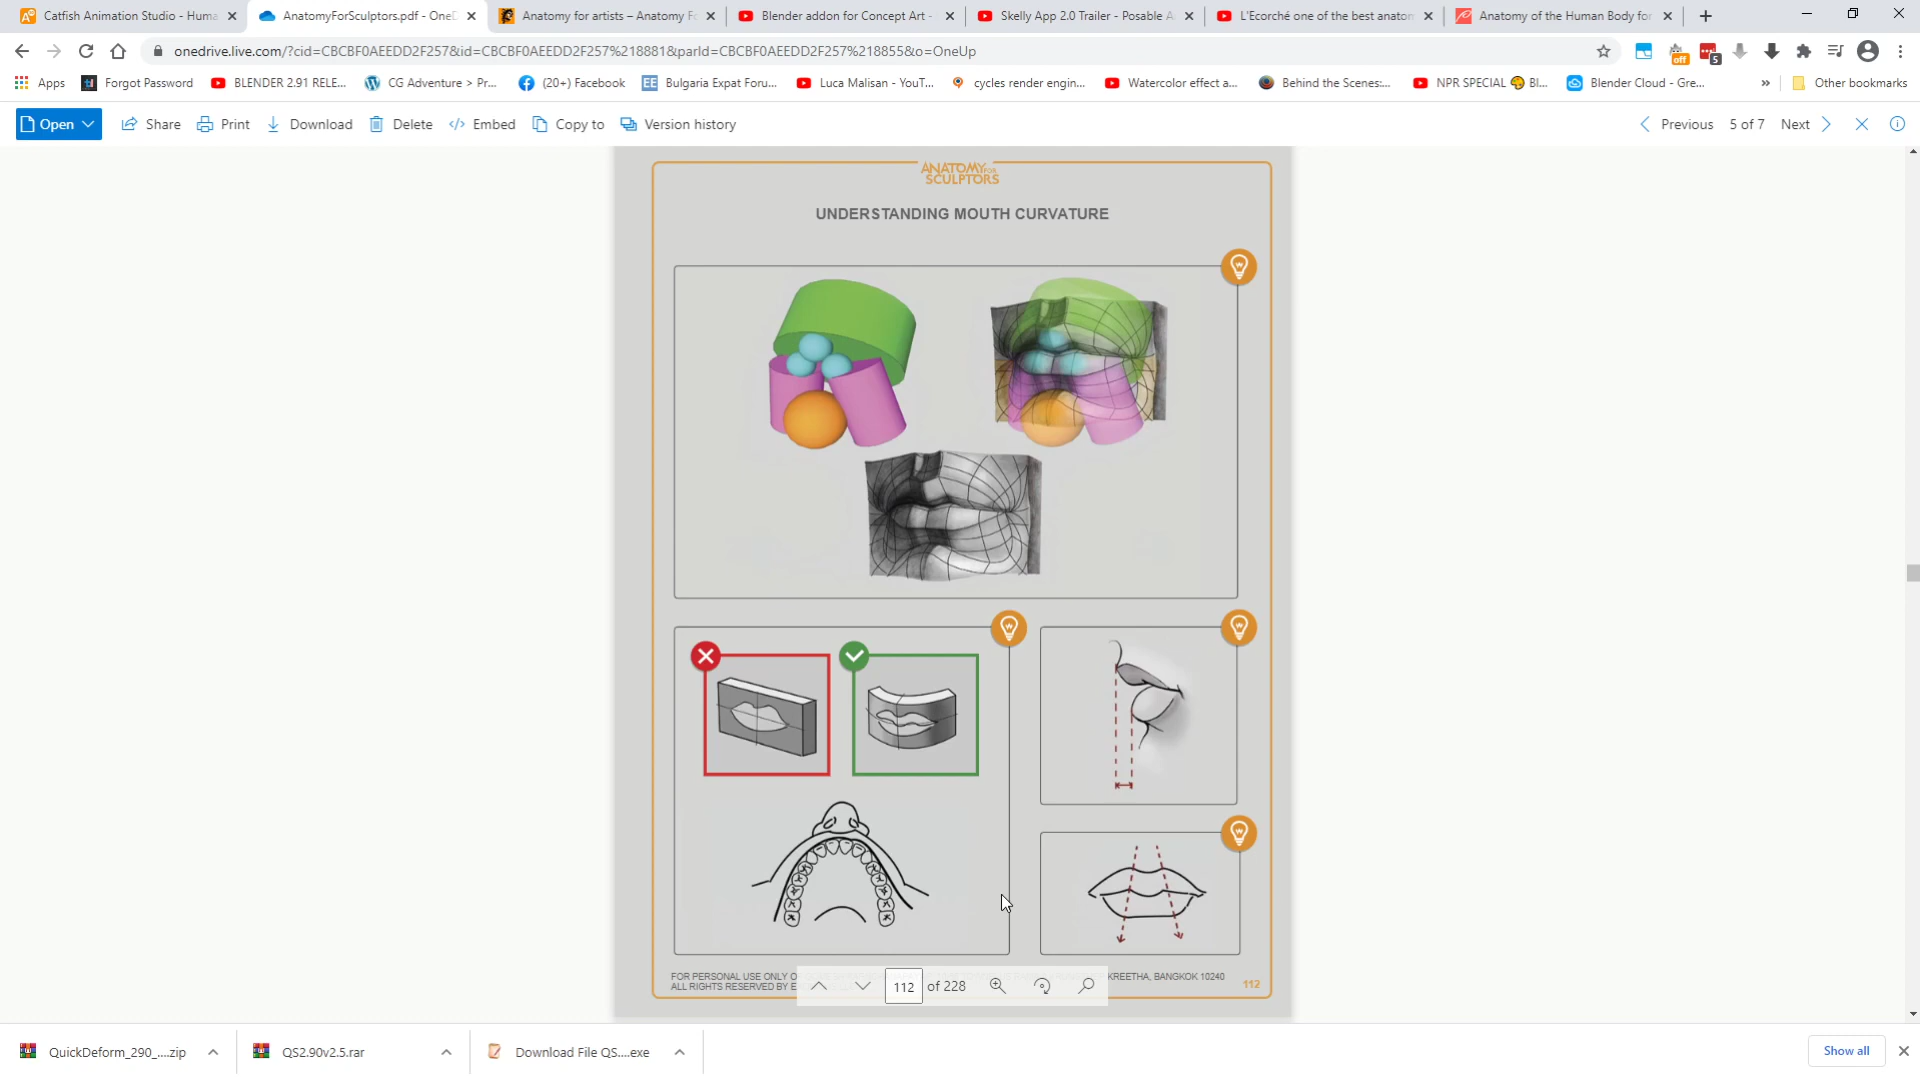 Catfish Animation Studio - Huma
AnatomyForSculptors.pdf - OneD
Anatomy for artists – Anatomy F
Blender addon for Concept Art -
Skelly App 2.0 Trailer - Posable A
L'Ecorché one of the best anaton
Anatomy of the Human Body for
onedrive.live.com/?cid=CBCBF0AEEDD2F257&id=CBCBF0AEEDD2F257%218881&parId=CBCBF0AEEDD2F257%218855&o=OneUp
off
5
Apps
Forgot Password
BLENDER 2.91 RELE...
CG Adventure > Pr...
(20+) Facebook
EE
Bulgaria Expat Foru...
Luca Malisan - YouT...
cycles render engin...
Watercolor effect a...
Behind the Scenes:...
NPR SPECIAL Bl...
Blender Cloud - Gre...
»
Other bookmarks
Open
Share
Print
Download
Delete
Embed
Copy to
Version history
Previous
5 of 7
Next
ANATOMY FOR
SCULPTORS
UNDERSTANDING MOUTH CURVATURE
FOR PERSONAL USE ONLY
KREETHA, BANGKOK 10240
ALL RIGHTS RESERVED BY
112
112 of 228
QuickDeform_290_....zip
QS2.90v2.5.rar
Download File QS....exe
Show all